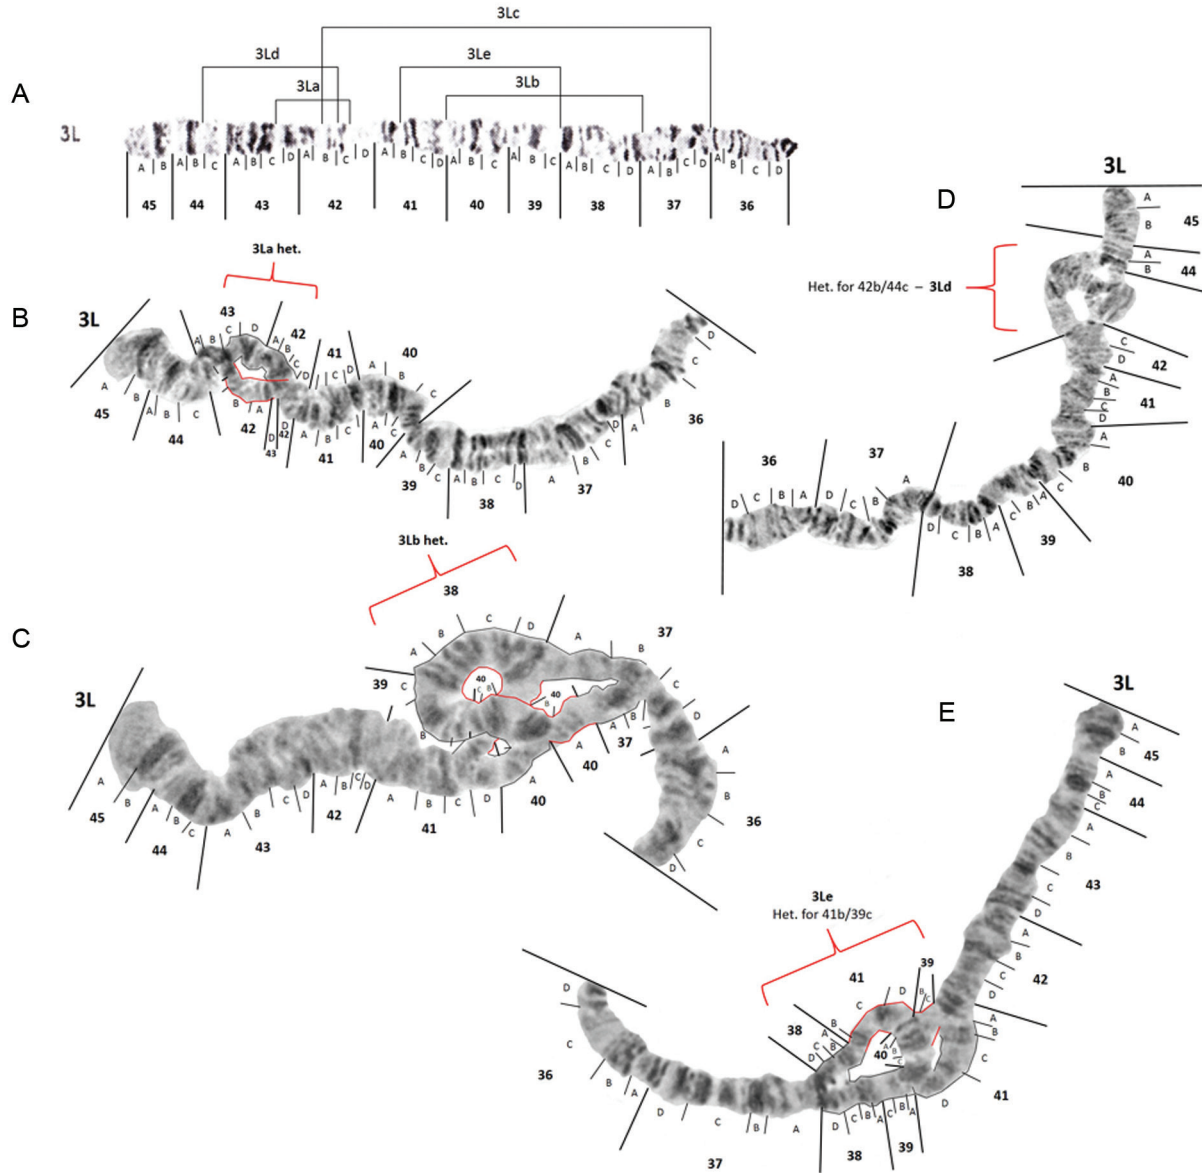 A
3Lc
3Ld
3Le
3La
3Lb
3L
A B A B C A B C D A B C D A B C D A B C A B C A B C D A B C D A B C D
45 44 43 42 41 40 39 38 37 36
B
3La het.
3L
43 42 41 40
A B C D A B C D C D A B C
45 44 42 43 42 41 40 39 38 37 36
A B A B C B A D D A B C A A B C A B C D A B C D A B C D
C
3Lb het.
38
3L
39 40 40 37
C B A B C D A B C D
45 44 43 42 41 40 40 37 36
A B A B C A B C D A B C D A B C D A A A B A B C D
D
3L
A
B
45
A
B
44
Het. for 42b/44c – 3Ld
C
D
42
A
B
C
D
41
A
B
40
36 37
D C B A D C B A
D C B A C B A C
38 39
E
3L
A
B
45
A
B
C
44
A
B
C
D
43
A
B
C
D
42
A
B
C
D
41
3Le
Het. for 41b/39c
41 39
C D B C
38
D C B A B
40
A B C
D
C
B
A
36
D C B A
37
D C B A C B A
38 39